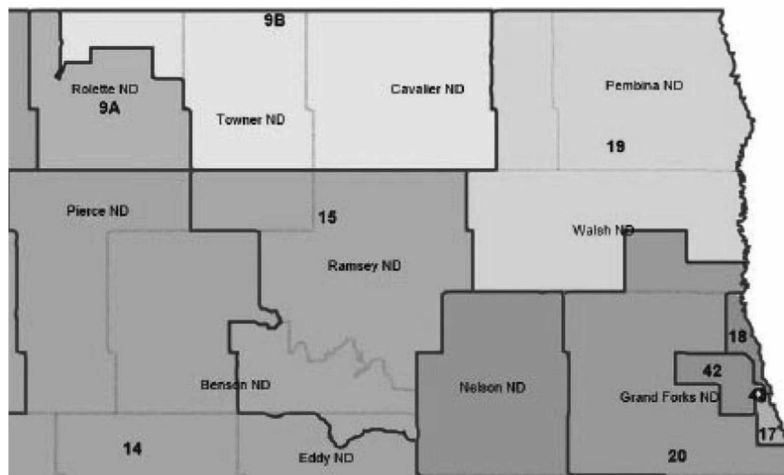 9B
Rolette ND
Cavalier ND
Pembina ND
9A
Towner ND
19
Pierce ND
15
Walsh ND
Ramsey ND
18
42
Benson ND
Nelson ND
Grand Forks ND
43
17
14
Eddy ND
20